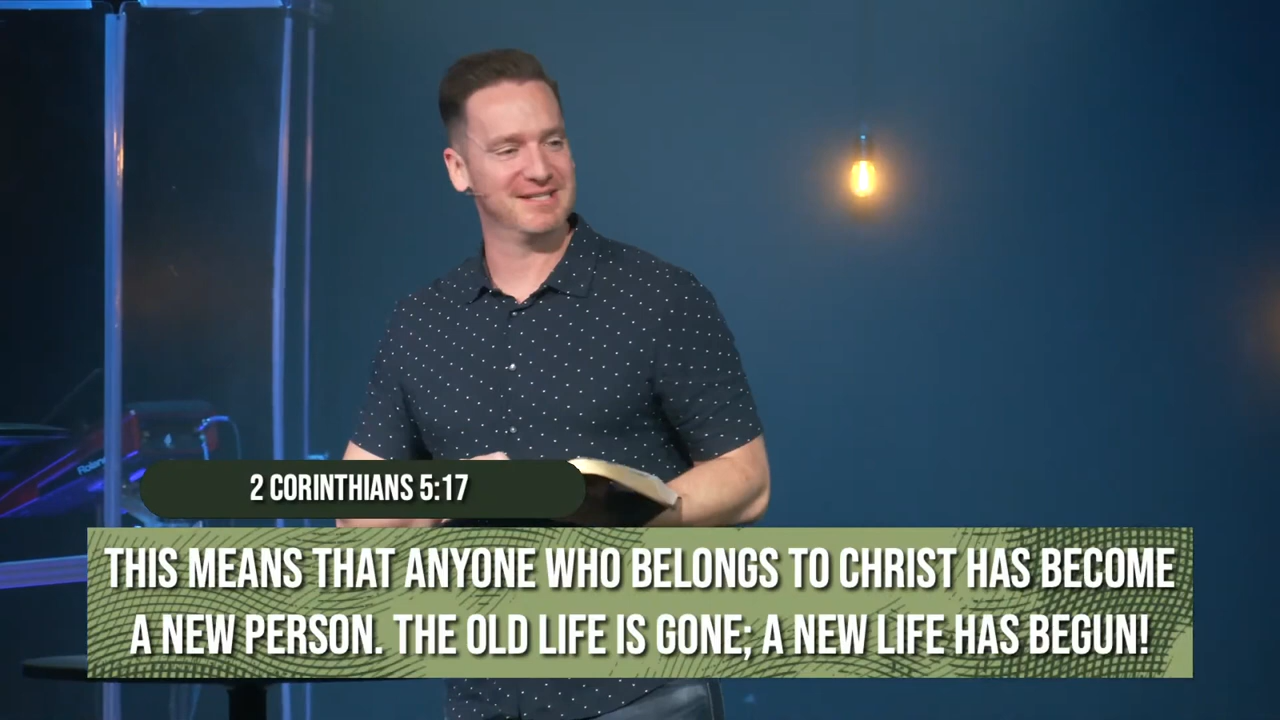 2 CORINTHIANS 5:17
THIS MEANS THAT ANYONE WHO BELONGS TO CHRIST HAS BECOME
A NEW PERSON. THE OLD LIFE IS GONE; A NEW LIFE HAS BEGUN!
Roland